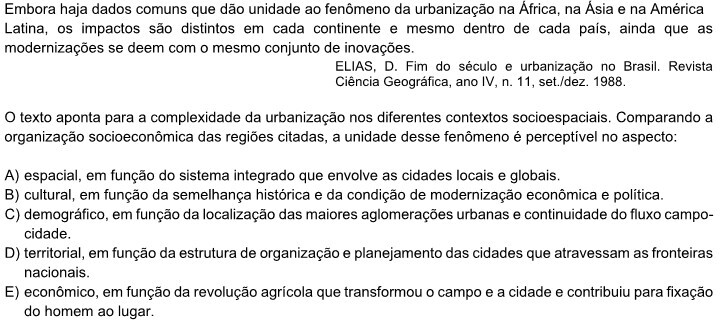 Embora haja dados comuns que dão unidade ao fenômeno da urbanização na África, na Ásia e na América
Latina, os impactos são distintos em cada continente e mesmo dentro de cada país, ainda que as
modernizações se deem com o mesmo conjunto de inovações.
ELIAS, D. Fim do século e urbanização no Brasil. Revista
Ciência Geográfica, ano IV, n. 11, set./dez. 1988.
O texto aponta para a complexidade da urbanização nos diferentes contextos socioespaciais. Comparando a
organização socioeconômica das regiões citadas, a unidade desse fenômeno é perceptível no aspecto:
A) espacial, em função do sistema integrado que envolve as cidades locais e globais.
B) cultural, em função da semelhança histórica e da condição de modernização econômica e política.
C) demográfico, em função da localização das maiores aglomerações urbanas e continuidade do fluxo campo-
cidade.
D) territorial, em função da estrutura de organização e planejamento das cidades que atravessam as fronteiras
nacionais.
E) econômico, em função da revolução agrícola que transformou o campo e a cidade e contribuiu para fixação
do homem ao lugar.